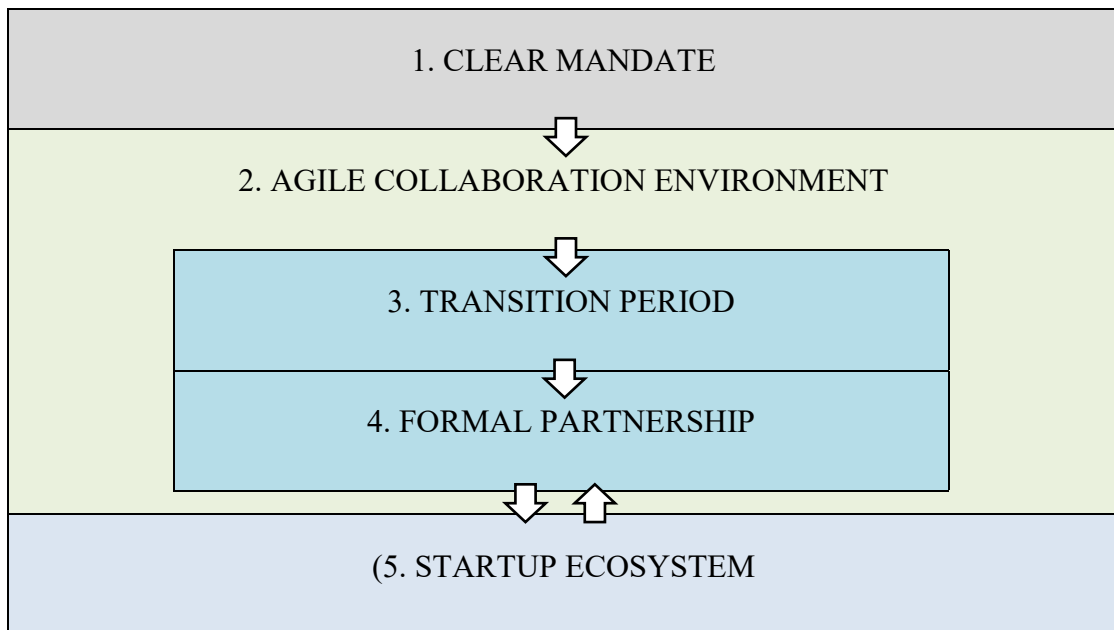 1. CLEAR MANDATE
2. AGILE COLLABORATION ENVIRONMENT
3. TRANSITION PERIOD
4. FORMAL PARTNERSHIP
(5. STARTUP ECOSYSTEM